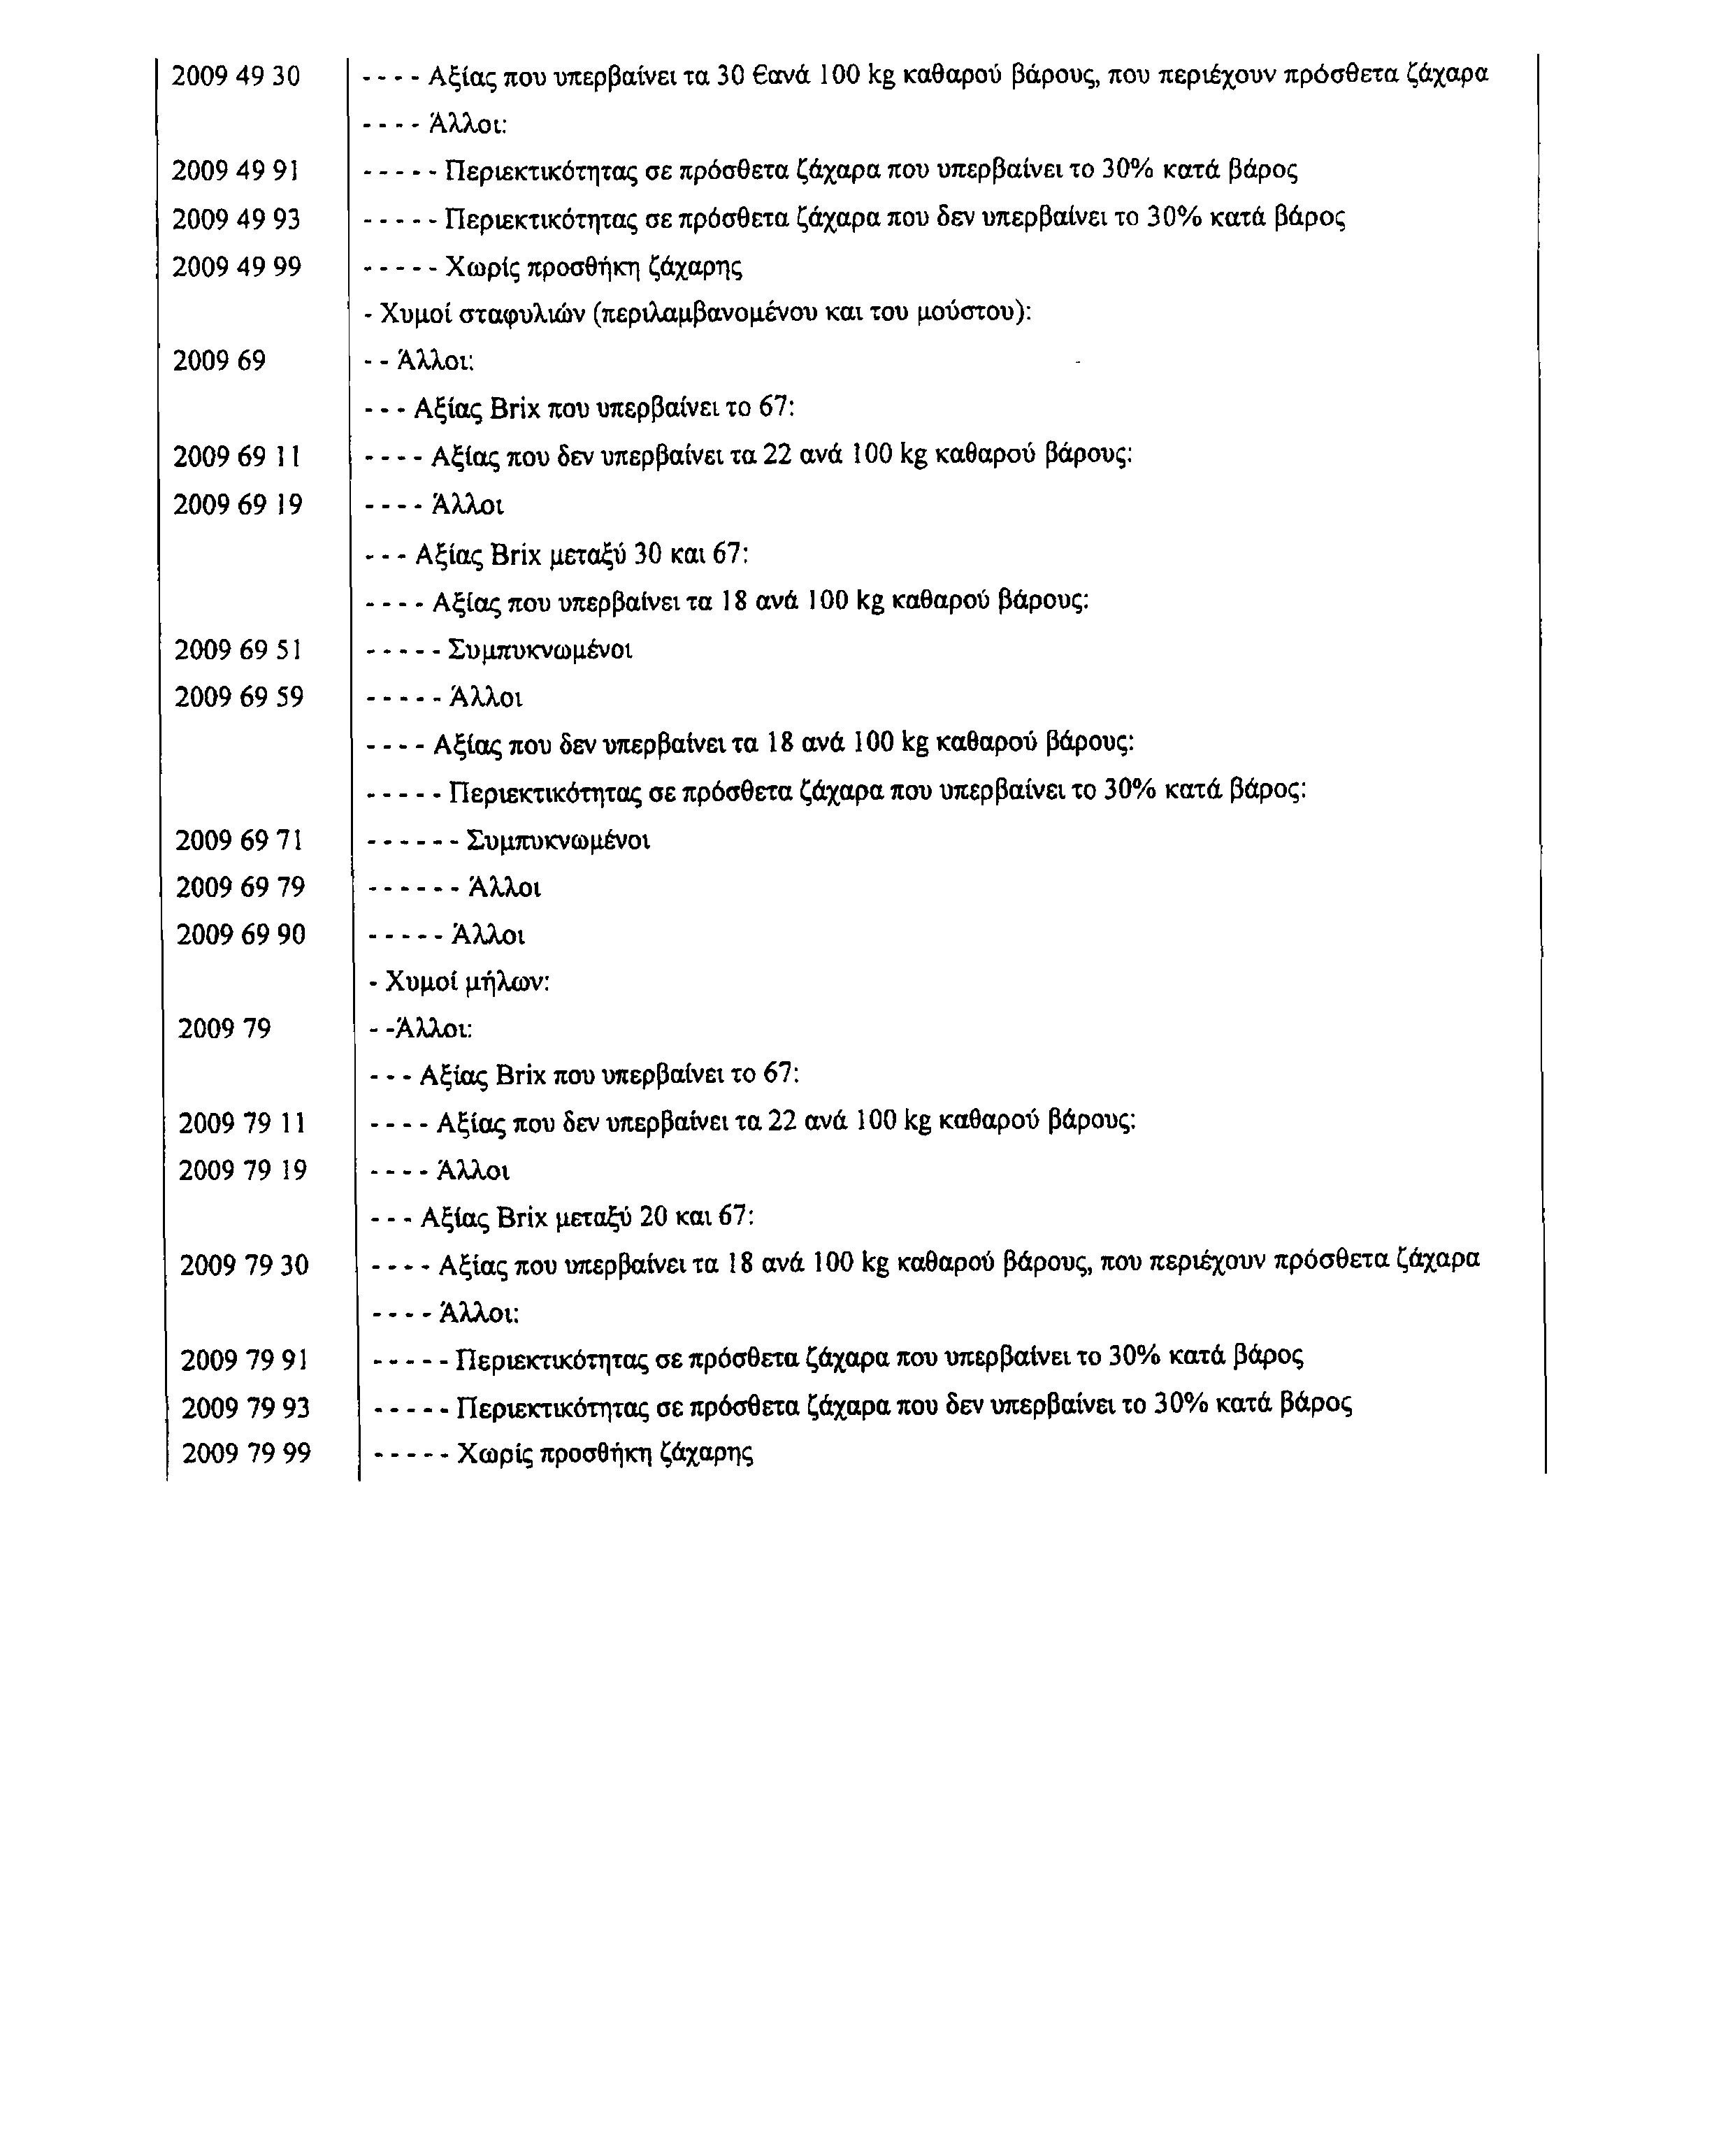 2009 49 30 - - - - Αξίας που υπερβαίνει τα 30 €ανά 100 kg καθαρού βάρους, που περιέχουν πρόσθετα ζάχαρα
- - - - Άλλοι:
2009 49 91 - - - - - Περιεκτικότητας σε πρόσθετα ζάχαρα που υπερβαίνει το 30% κατά βάρος
2009 49 93 - - - - - Περιεκτικότητας σε πρόσθετα ζάχαρα που δεν υπερβαίνει το 30% κατά βάρος
2009 49 99 - - - - - Χωρίς προσθήκη ζάχαρης
- Χυμοί σταφυλιών (περιλαμβανομένου και του μούστου):
2009 69 - - Άλλοι:
- - - Αξίας Brix που υπερβαίνει το 67:
2009 69 11 - - - - Αξίας που δεν υπερβαίνει τα 22 ανά 100 kg καθαρού βάρους:
2009 69 19 - - - - Άλλοι
- - - Αξίας Brix μεταξύ 30 και 67:
- - - - Αξίας που υπερβαίνει τα 18 ανά 100 kg καθαρού βάρους:
2009 69 51 - - - - - Συμπυκνωμένοι
2009 69 59 - - - - - Άλλοι
- - - - Αξίας που δεν υπερβαίνει τα 18 ανά 100 kg καθαρού βάρους:
- - - - - Περιεκτικότητας σε πρόσθετα ζάχαρα που υπερβαίνει το 30% κατά βάρος:
2009 69 71 - - - - - - Συμπυκνωμένοι
2009 69 79 - - - - - - Άλλοι
2009 69 90 - - - - - Άλλοι
- Χυμοί μήλων:
2009 79 - -Άλλοι:
- - - Αξίας Brix που υπερβαίνει το 67:
2009 79 11 - - - - Αξίας που δεν υπερβαίνει τα 22 ανά 100 kg καθαρού βάρους:
2009 79 19 - - - - Άλλοι
- - - Αξίας Brix μεταξύ 20 και 67:
2009 79 30 - - - - Αξίας που υπερβαίνει τα 18 ανά 100 kg καθαρού βάρους, που περιέχουν πρόσθετα ζάχαρα
- - - - Άλλοι:
2009 79 91 - - - - - Περιεκτικότητας σε πρόσθετα ζάχαρα που υπερβαίνει το 30% κατά βάρος
2009 79 93 - - - - - Περιεκτικότητας σε πρόσθετα ζάχαρα που δεν υπερβαίνει το 30% κατά βάρος
2009 79 99 - - - - - Χωρίς προσθήκη ζάχαρης